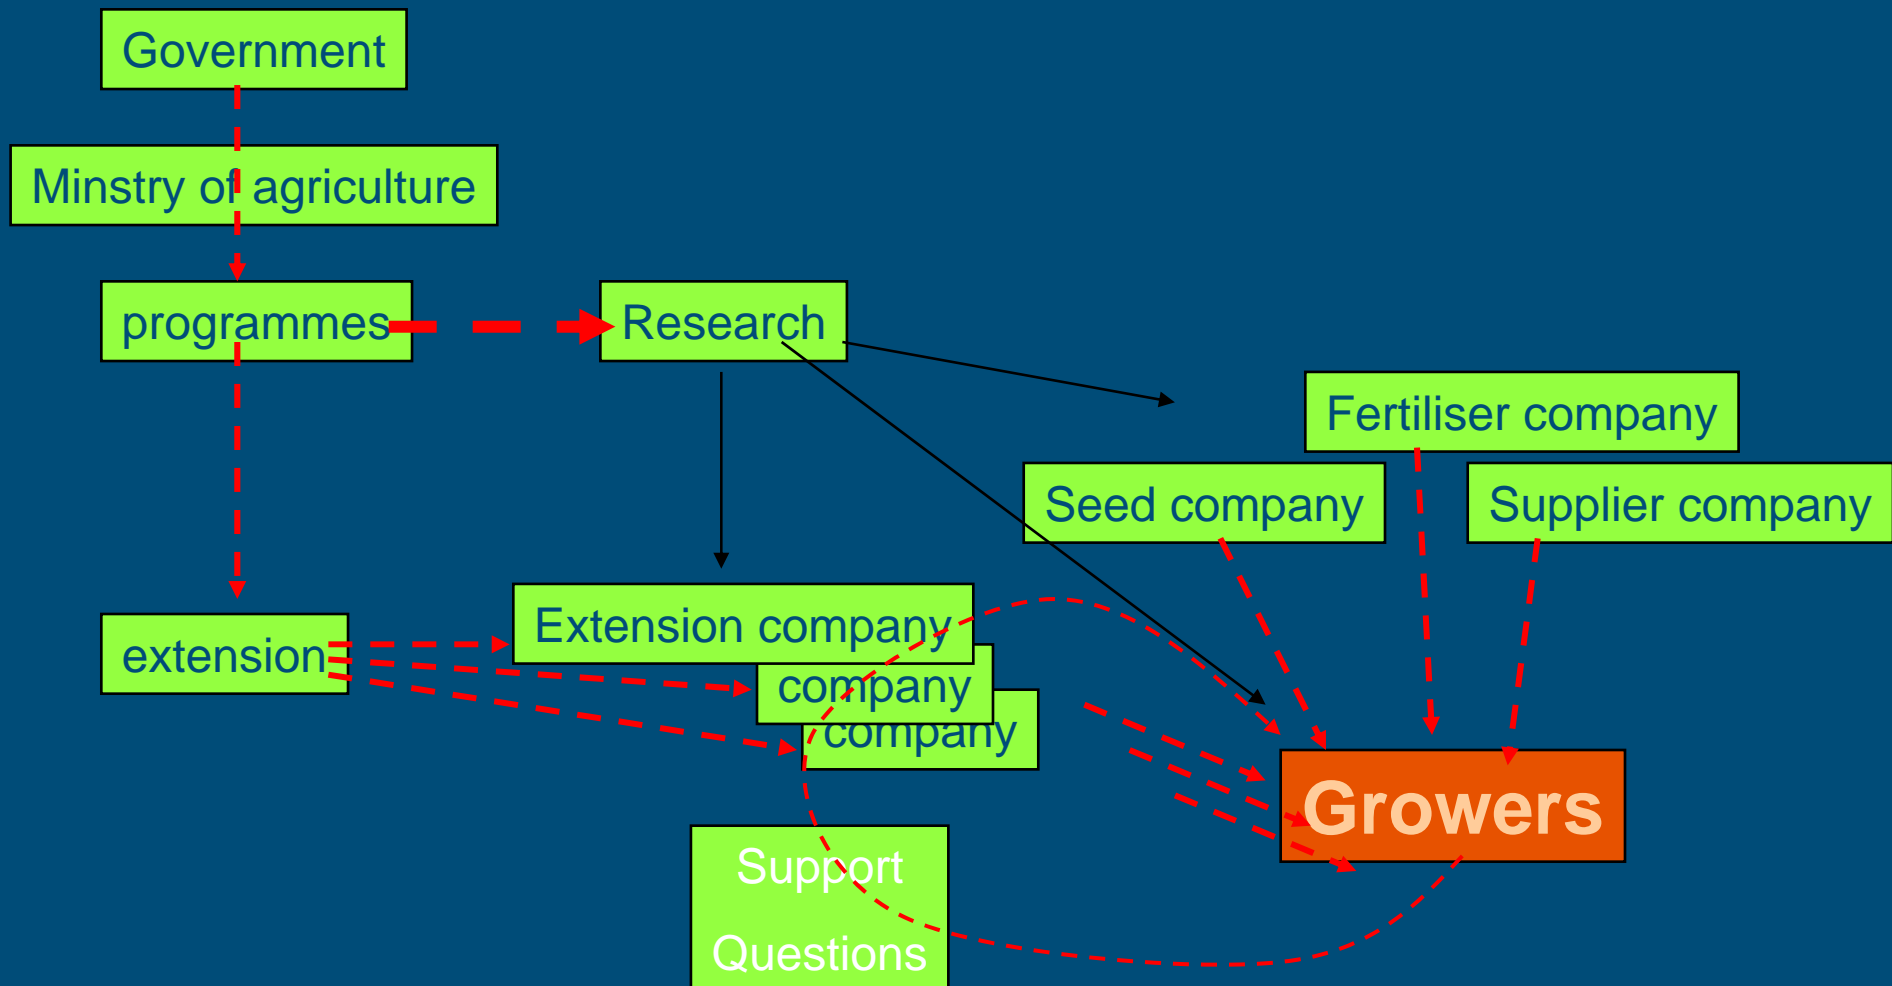 Government
Minstry of agriculture
programmes
Research
Fertiliser company
Seed company
Supplier company
Extension company
extension
company
company
Growers
Support
Questions